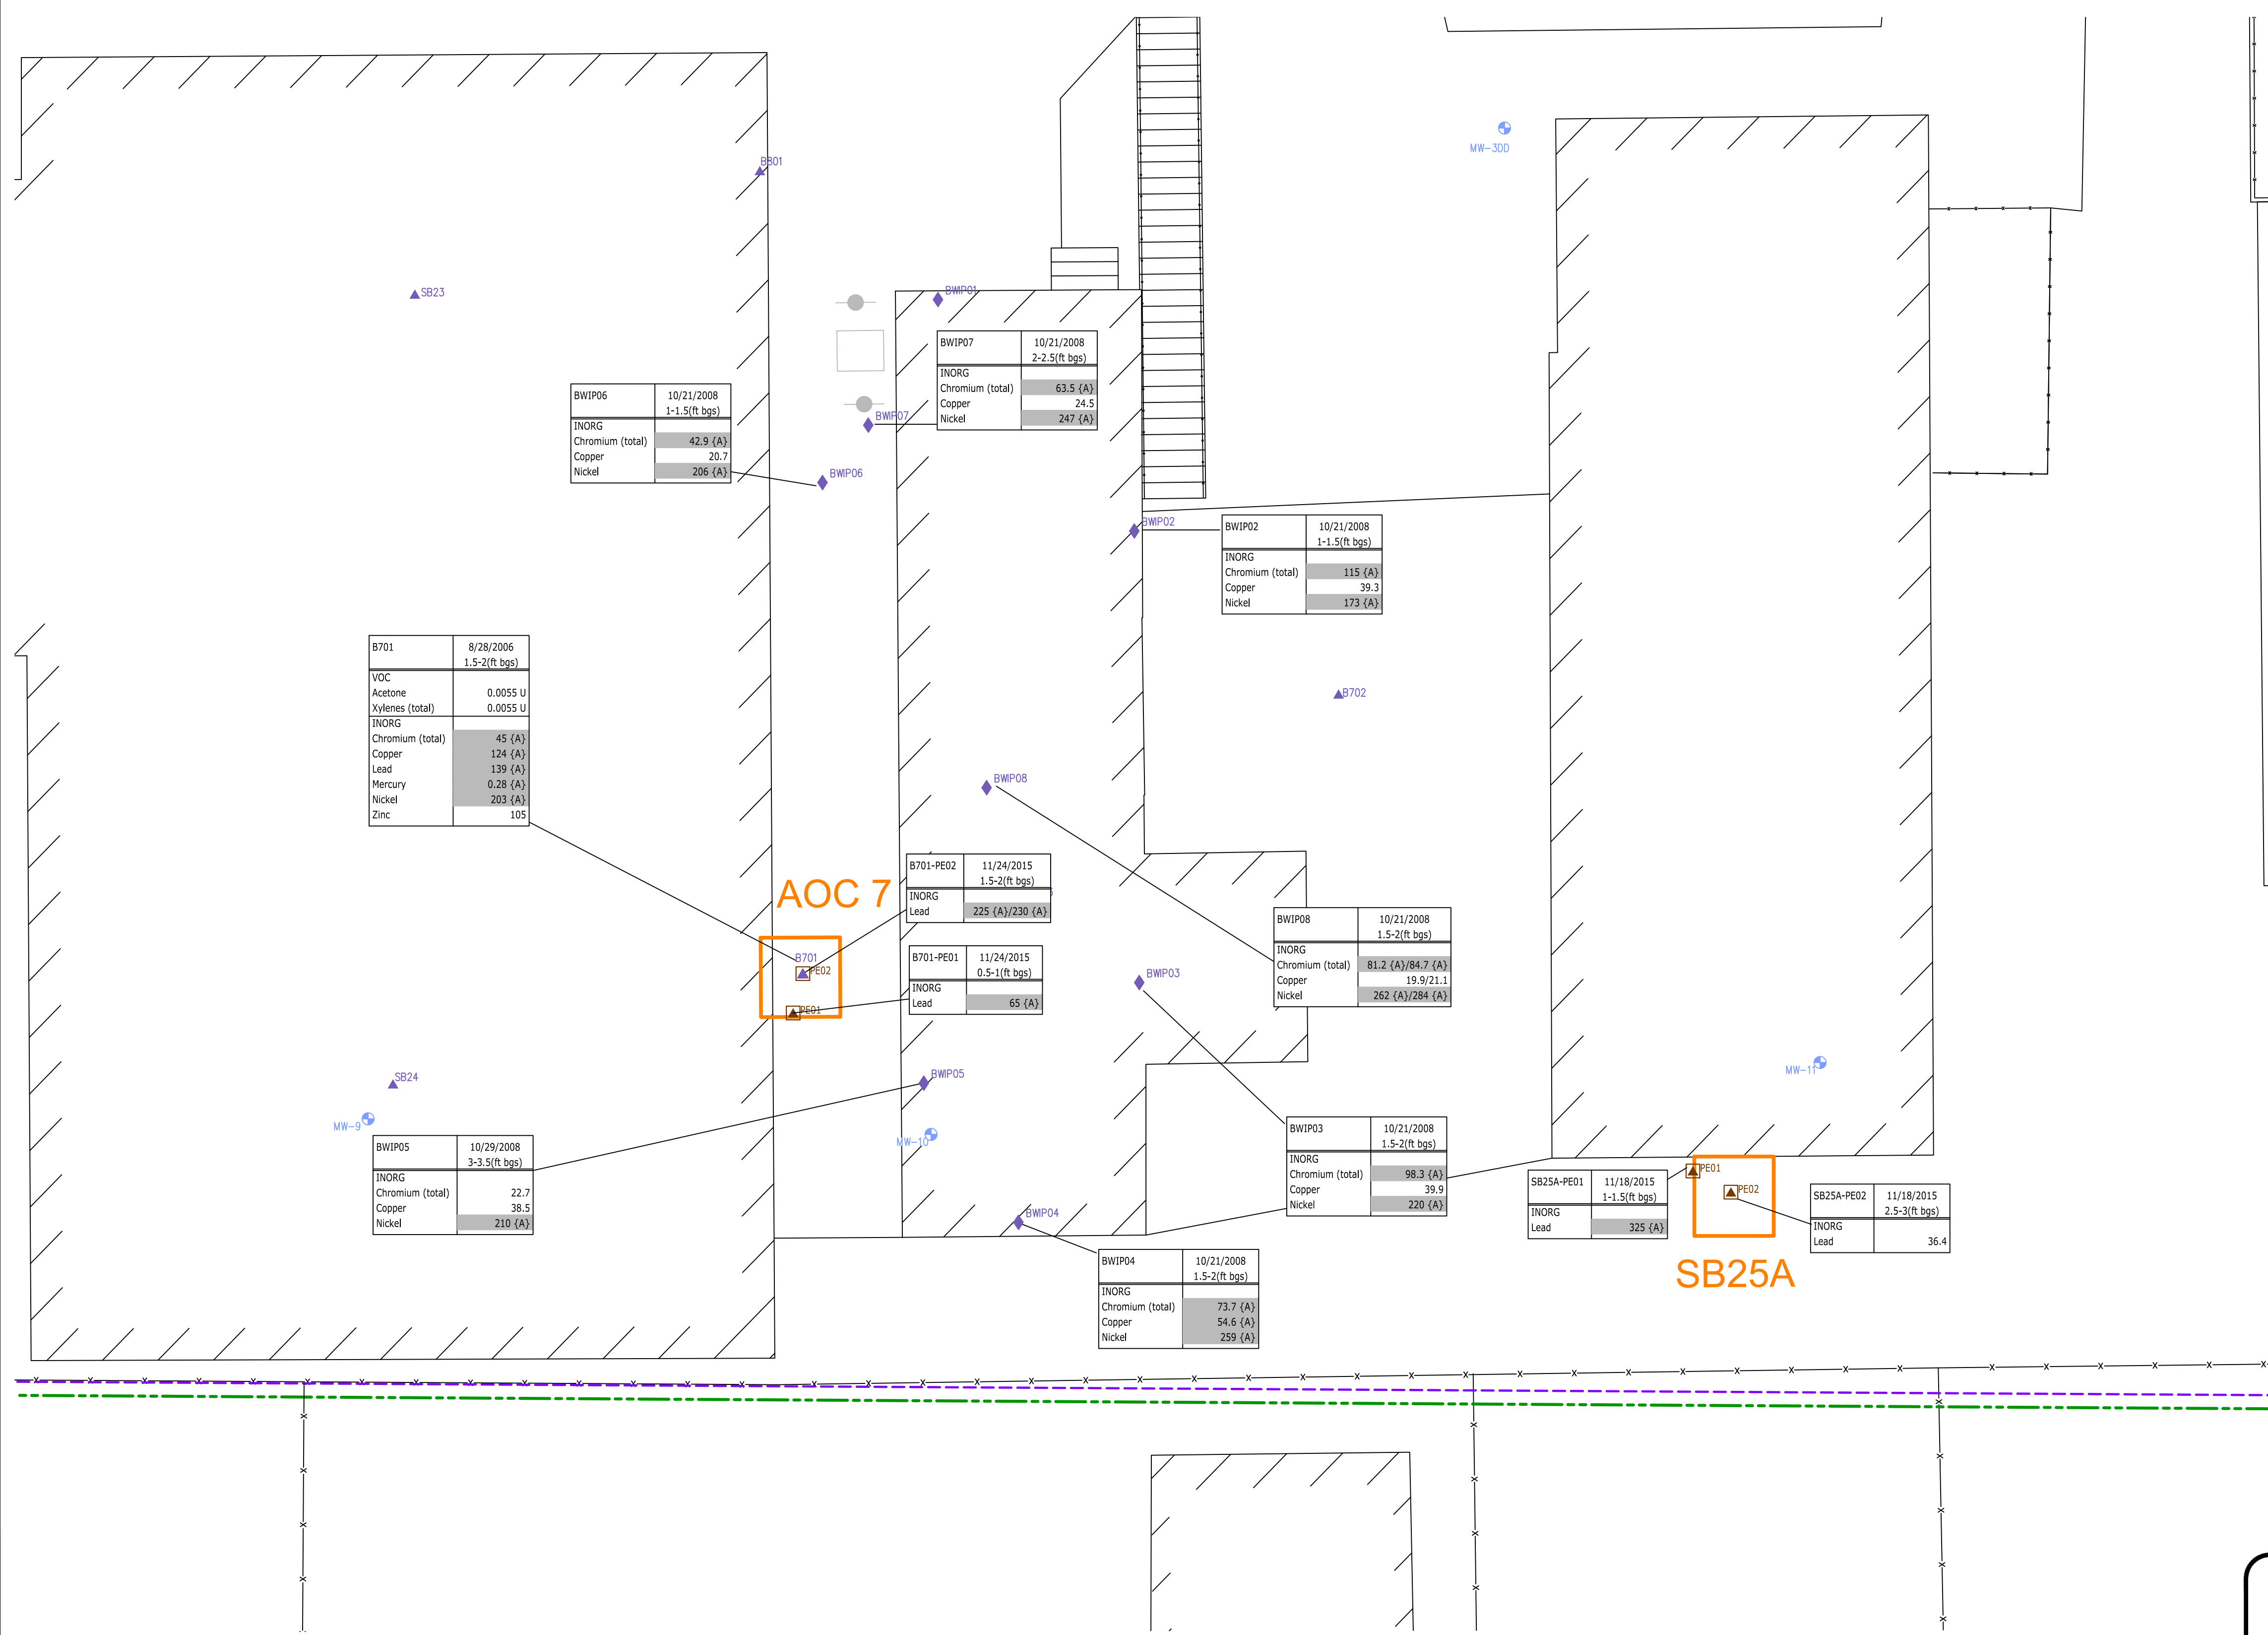 MW-3DD
B801
SB23
BWIP01
BWIP07 10/21/2008
2-2.5(ft bgs)
INORG
Chromium (total) 63.5 {A}
Copper 24.5
Nickel 247 {A}
BWIP06 10/21/2008
1-1.5(ft bgs)
INORG
Chromium (total) 42.9 {A}
Copper 20.7
Nickel 206 {A}
BWIP07
BWIP06
BWIP02
BWIP02 10/21/2008
1-1.5(ft bgs)
INORG
Chromium (total) 115 {A}
Copper 39.3
Nickel 173 {A}
B701 8/28/2006
1.5-2(ft bgs)
VOC
Acetone 0.0055 U
Xylenes (total) 0.0055 U
INORG
Chromium (total) 45 {A}
Copper 124 {A}
Lead 139 {A}
Mercury 0.28 {A}
Nickel 203 {A}
Zinc 105
B702
BWIP08
AOC 7
B701-PE02 11/24/2015
1.5-2(ft bgs)
INORG
Lead 225 {A}/230 {A}
B701
PE02
PE01
B701-PE01 11/24/2015
0.5-1(ft bgs)
INORG
Lead 65 {A}
BWIP08 10/21/2008
1.5-2(ft bgs)
INORG
Chromium (total) 81.2 {A}/84.7 {A}
Copper 19.9/21.1
Nickel 262 {A}/284 {A}
BWIP03
SB24
BWIP05
MW-11
MW-9
MW-10
BWIP05 10/29/2008
3-3.5(ft bgs)
INORG
Chromium (total) 22.7
Copper 38.5
Nickel 210 {A}
BWIP03 10/21/2008
1.5-2(ft bgs)
INORG
Chromium (total) 98.3 {A}
Copper 39.9
Nickel 220 {A}
SB25A-PE01 11/18/2015
1-1.5(ft bgs)
INORG
Lead 325 {A}
PE01
PE02
SB25A-PE02 11/18/2015
2.5-3(ft bgs)
INORG
Lead 36.4
BWIP04
SB25A
BWIP04 10/21/2008
1.5-2(ft bgs)
INORG
Chromium (total) 73.7 {A}
Copper 54.6 {A}
Nickel 259 {A}